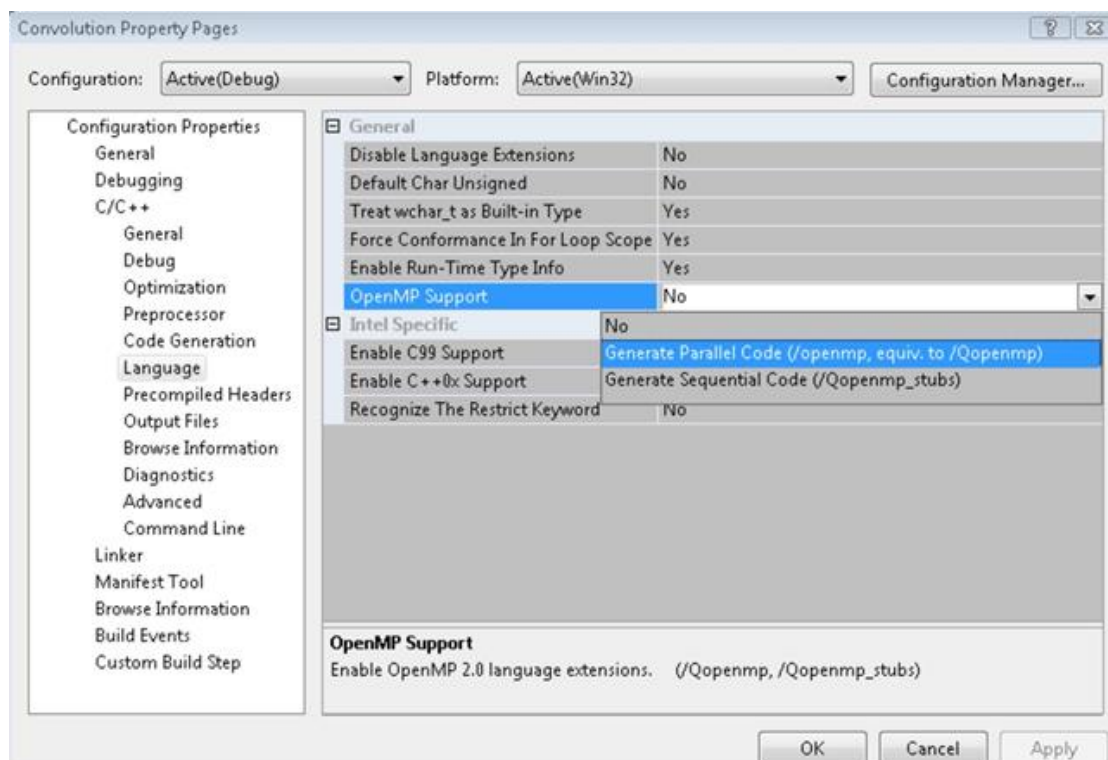 Convolution Property Pages
Configuration: Active(Debug) Platform: Active(Win32) Configuration Manager...
Configuration Properties
General
Debugging
C/C++
General
Debug
Optimization
Preprocessor
Code Generation
Language
Precompiled Headers
Output Files
Browse Information
Diagnostics
Advanced
Command Line
Linker
Manifest Tool
Browse Information
Build Events
Custom Build Step
General
Disable Language Extensions No
Default Char Unsigned No
Treat wchar_t as Built-in Type Yes
Force Conformance In For Loop Scope Yes
Enable Run-Time Type Info Yes
OpenMP Support No
Intel Specific
Enable C99 Support
Enable C++0x Support
Recognize The Restrict Keyword No
No
Generate Parallel Code (/openmp, equiv. to /Qopenmp)
Generate Sequential Code (/Qopenmp_stubs)
OpenMP Support
Enable OpenMP 2.0 language extensions. (/Qopenmp, /Qopenmp_stubs)
OK Cancel Apply